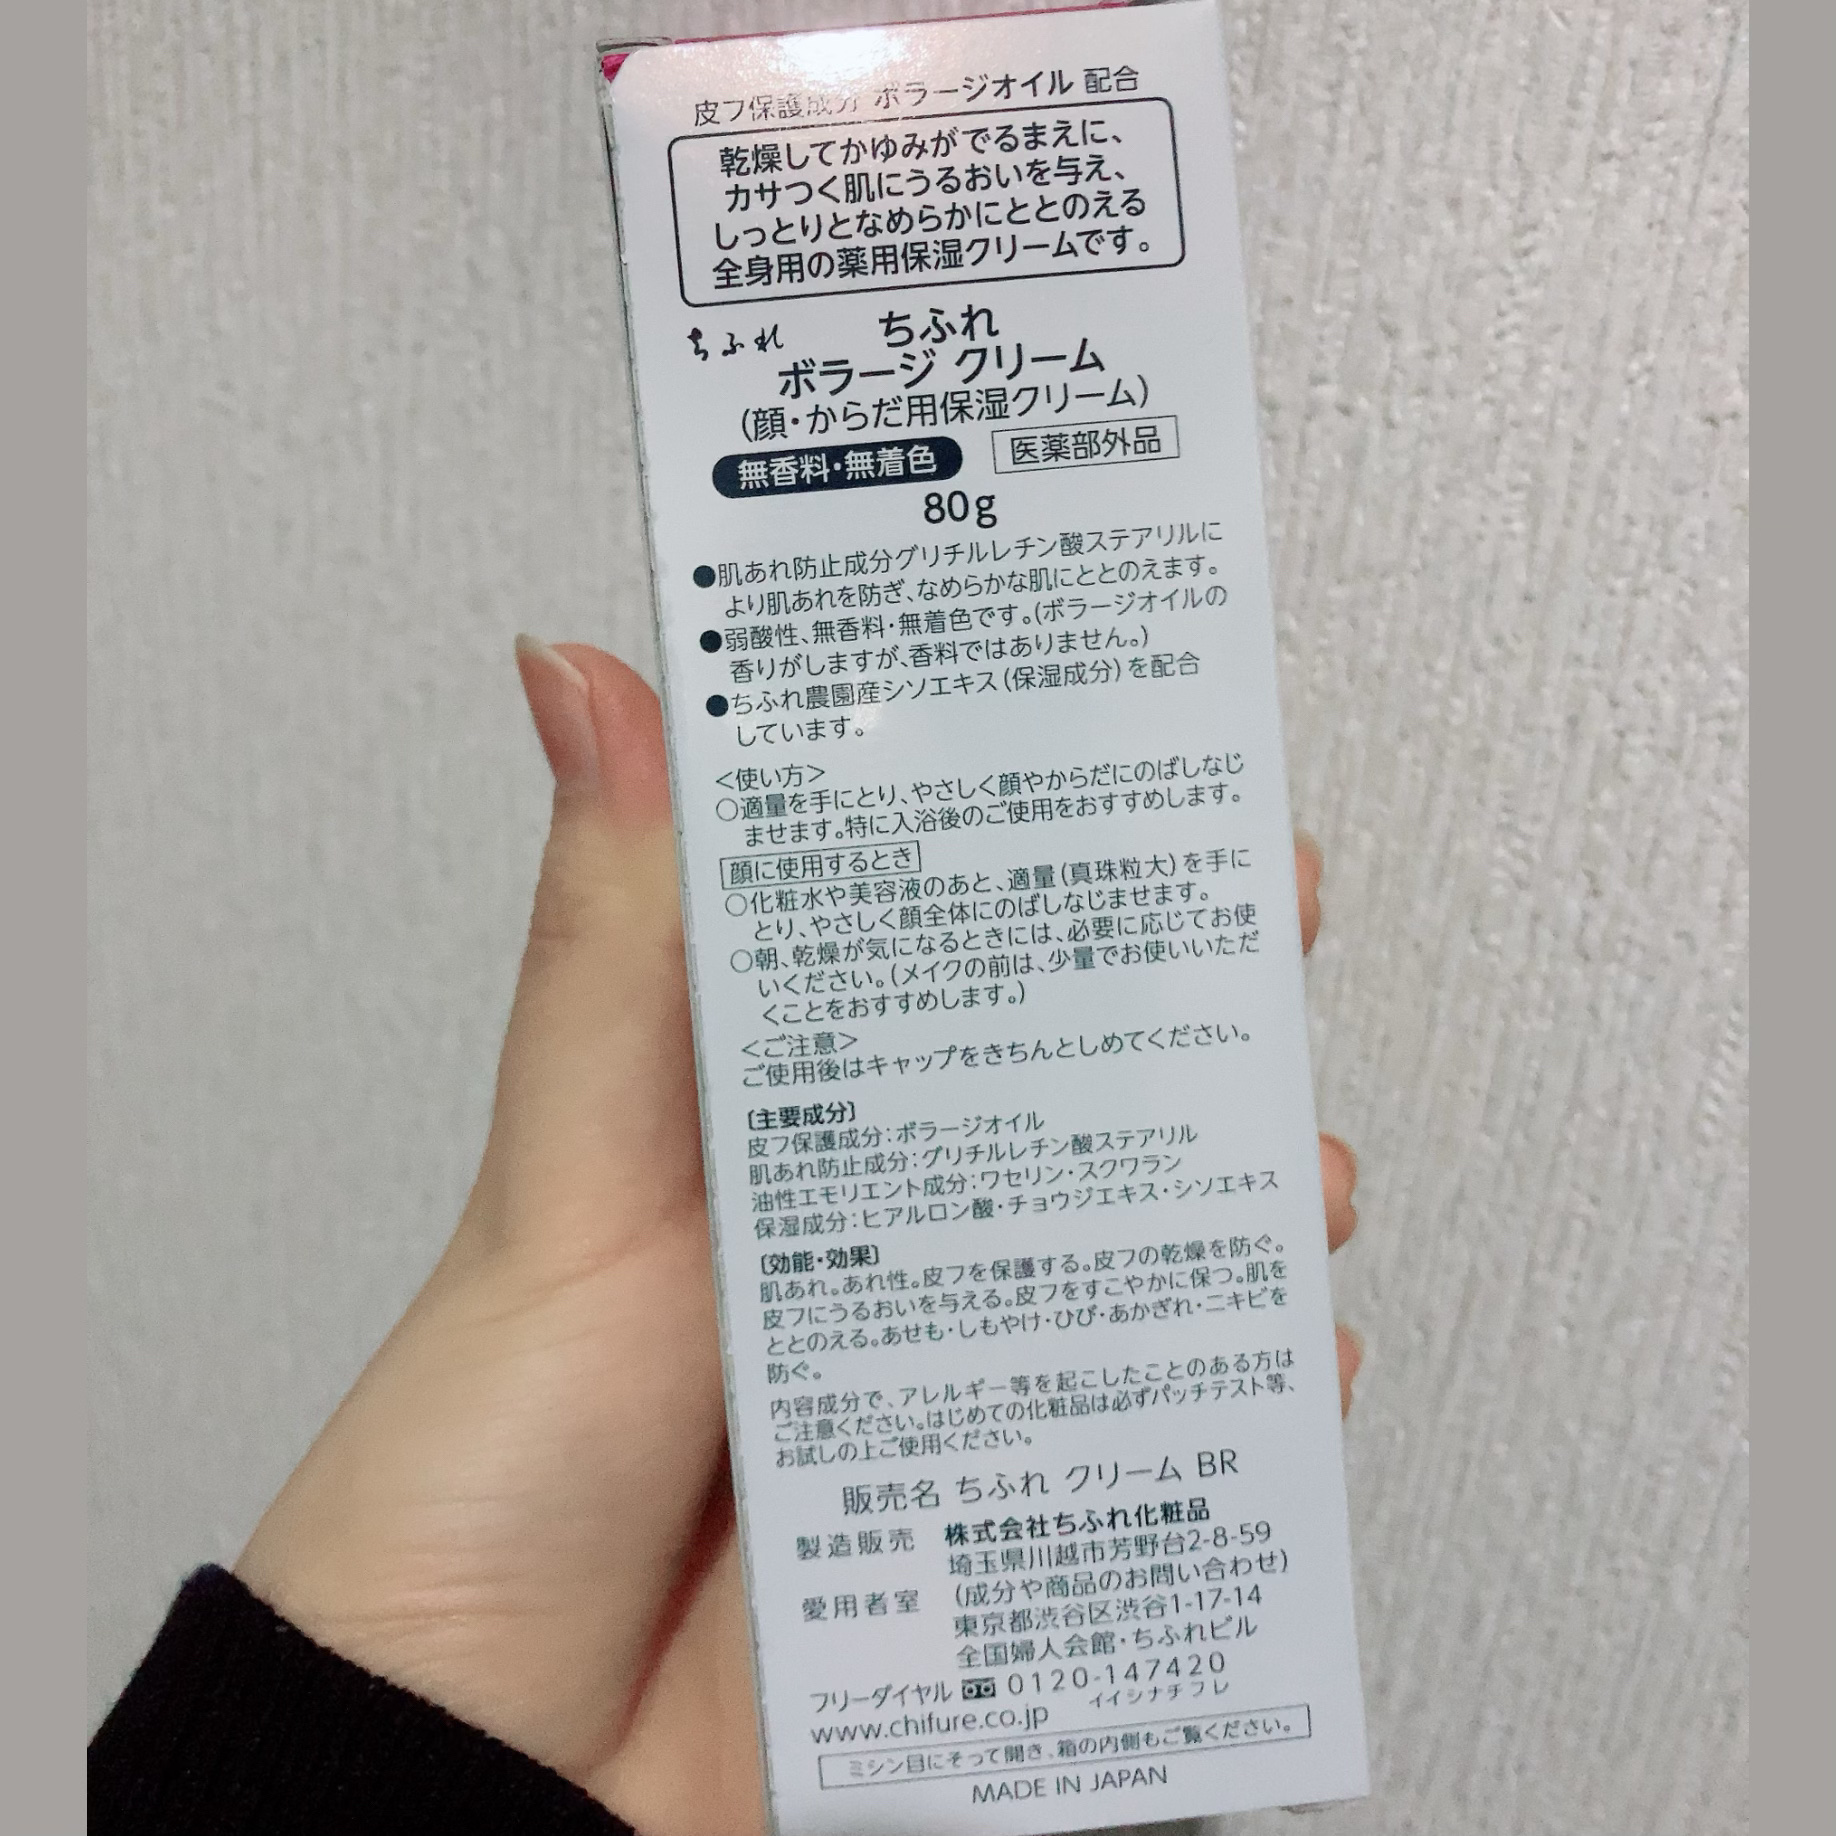 皮フ保護成分 ボラージオイル 配合
乾燥してかゆみがでるまえに、
カサつく肌にうるおいを与え、
しっとりとなめらかにととのえる
全身用の薬用保湿クリームです。
ちふれ ちふれ
ボラージ クリーム
(顔・からだ用保湿クリーム)
無香料・無着色 医薬部外品
80g
●肌あれ防止成分グリチルレチン酸ステアリルに
より肌あれを防ぎ、なめらかな肌にととのえます。
●弱酸性、無香料・無着色です。(ボラージオイルの
香りがしますが、香料ではありません。)
●ちふれ農園産シソエキス(保湿成分)を配合
しています。
<使い方>
○適量を手にとり、やさしく顔やからだにのばしなじ
ませます。特に入浴後のご使用をおすすめします。
顔に使用するとき
○化粧水や美容液のあと、適量(真珠粒大)を手に
とり、やさしく顔全体にのばしなじませます。
○朝、乾燥が気になるときには、必要に応じてお使
いください。(メイクの前は、少量でお使いいただ
くことをおすすめします。)
<ご注意>
ご使用後はキャップをきちんとしめてください。
〔主要成分〕
皮フ保護成分:ボラージオイル
肌あれ防止成分:グリチルレチン酸ステアリル
油性エモリエント成分:ワセリン・スクワラン
保湿成分:ヒアルロン酸・チョウジエキス・シソエキス
〔効能・効果〕
肌あれ。あれ性。皮フを保護する。皮フの乾燥を防ぐ。
皮フにうるおいを与える。皮フをすこやかに保つ。肌を
ととのえる。あせも・しもやけ・ひび・あかぎれ・ニキビを
防ぐ。
内容成分で、アレルギー等を起こしたことのある方は
ご注意ください。はじめての化粧品は必ずパッチテスト等、
お試しの上ご使用ください。
販売名 ちふれ クリーム BR
製造販売 株式会社ちふれ化粧品
埼玉県川越市芳野台2-8-59
愛用者室 (成分や商品のお問い合わせ)
東京都渋谷区渋谷1-17-14
全国婦人会館・ちふれビル
フリーダイヤル 0120-147420
イイシナチフレ
www.chifure.co.jp
ミシン目にそって開き、箱の内側もご覧ください。
MADE IN JAPAN